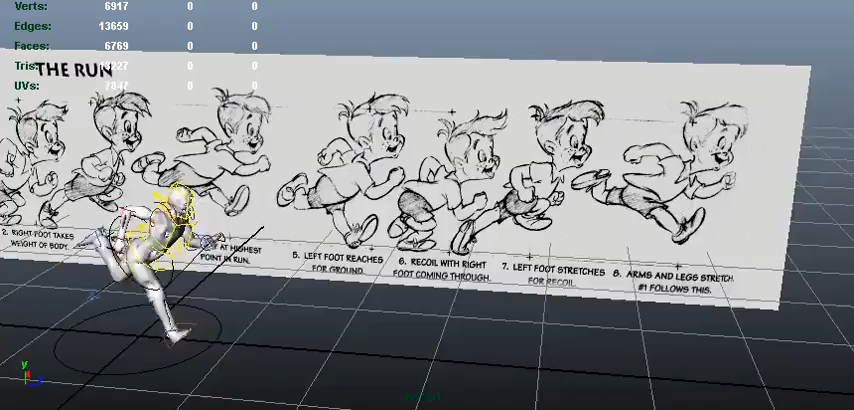 Verts: 6917 0 0
Edges: 13659 0 0
Faces: 6769 0 0
Tris: 0 0
UVs: 0 0
THE RUN
2. RIGHT FOOT TAKES
WEIGHT OF BODY.
AT HIGHEST
POINT IN RUN.
5. LEFT FOOT REACHES
FOR GROUND.
6. RECOIL WITH RIGHT
FOOT COMING THROUGH.
7. LEFT FOOT STRETCHES
FOR RECOIL.
8. ARMS AND LEGS STRETCH.
#1 FOLLOWS THIS.
y